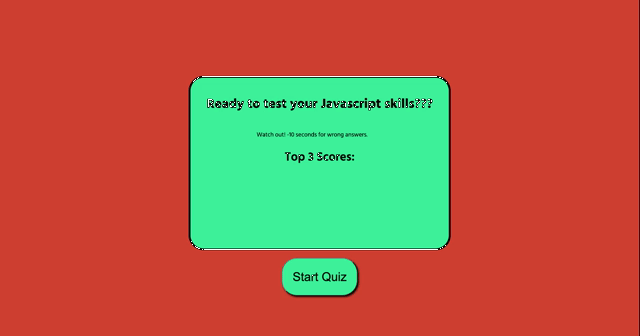 Ready to test your Javascript skills???
Watch out! -10 seconds for wrong answers.
Top 3 Scores:
Start Quiz